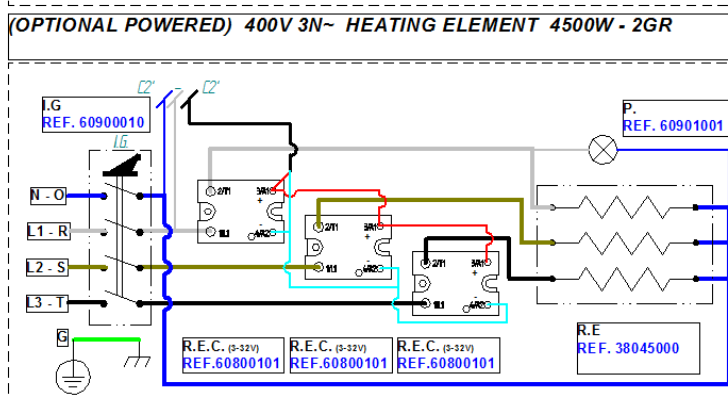 (OPTIONAL POWERED) 400V 3N~ HEATING ELEMENT 4500W - 2GR
C2' - C2'
I.G
REF. 60900010
P.
REF. 60901001
I.G.
N - O
L1 - R
L2 - S
L3 - T
G
2/T1 3/A1
+
-
1/L1 4/A2
2/T1 3/A1
+
-
1/L1 4/A2
2/T1 3/A1
+
-
1/L1 4/A2
R.E.C. (3-32V)
REF.60800101
R.E.C. (3-32V)
REF.60800101
R.E.C. (3-32V)
REF.60800101
R.E
REF. 38045000